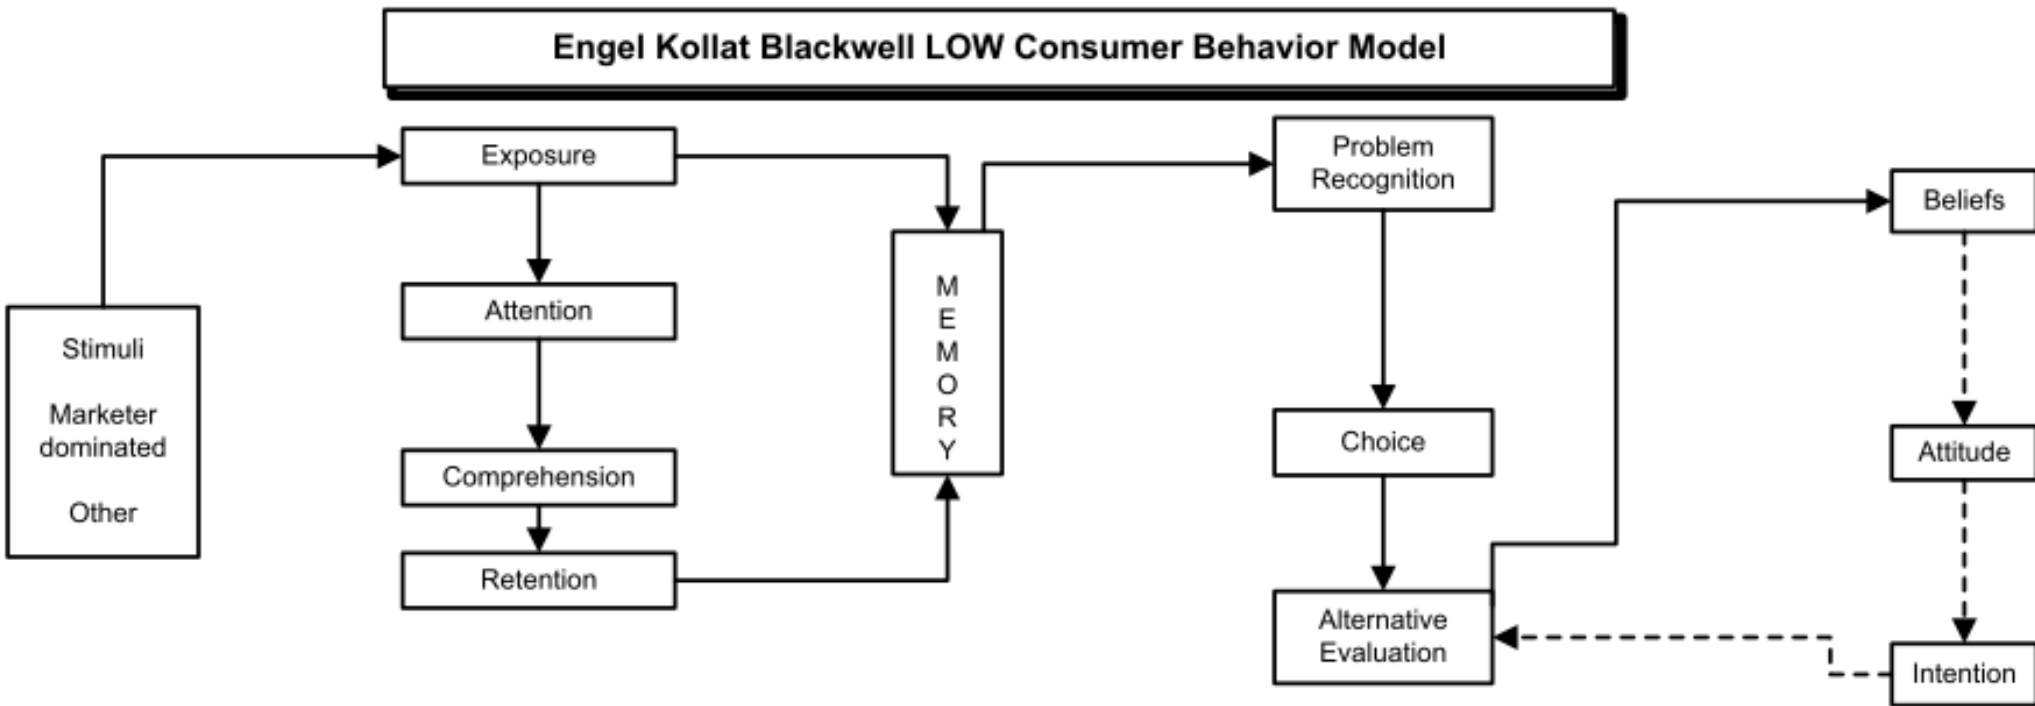 Engel Kollat Blackwell LOW Consumer Behavior Model
Stimuli
Marketer
dominated
Other
Exposure
Attention
Comprehension
Retention
M
E
M
O
R
Y
Problem
Recognition
Choice
Alternative
Evaluation
Beliefs
Attitude
Intention